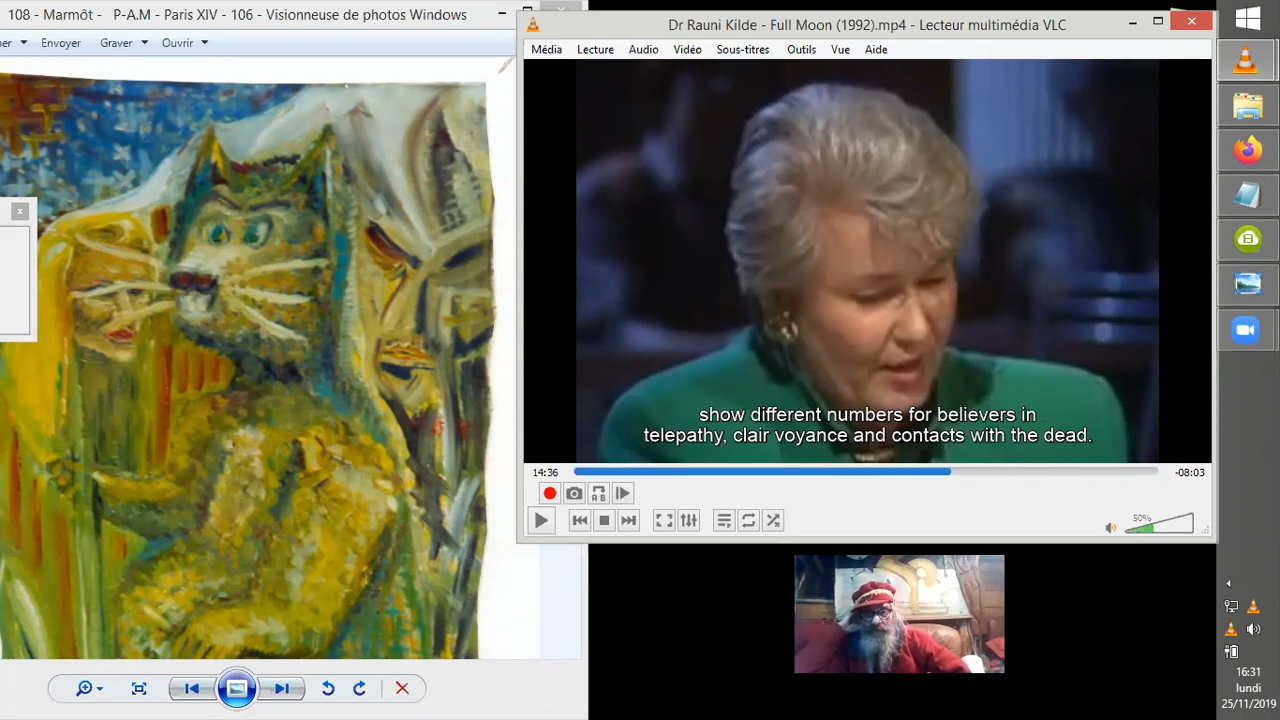 108 - Marmôt -    P-A.M - Paris XIV - 106 - Visionneuse de photos Windows
Envoyer
Graver
Ouvrir
Dr Rauni Kilde - Full Moon (1992).mp4 - Lecteur multimédia VLC
Média
Lecture
Audio
Vidéo
Sous-titres
Outils
Vue
Aide
show different numbers for believers in
telepathy, clair voyance and contacts with the dead.
14:36
-08:03
A B
50%
16:31
lundi
25/11/2019